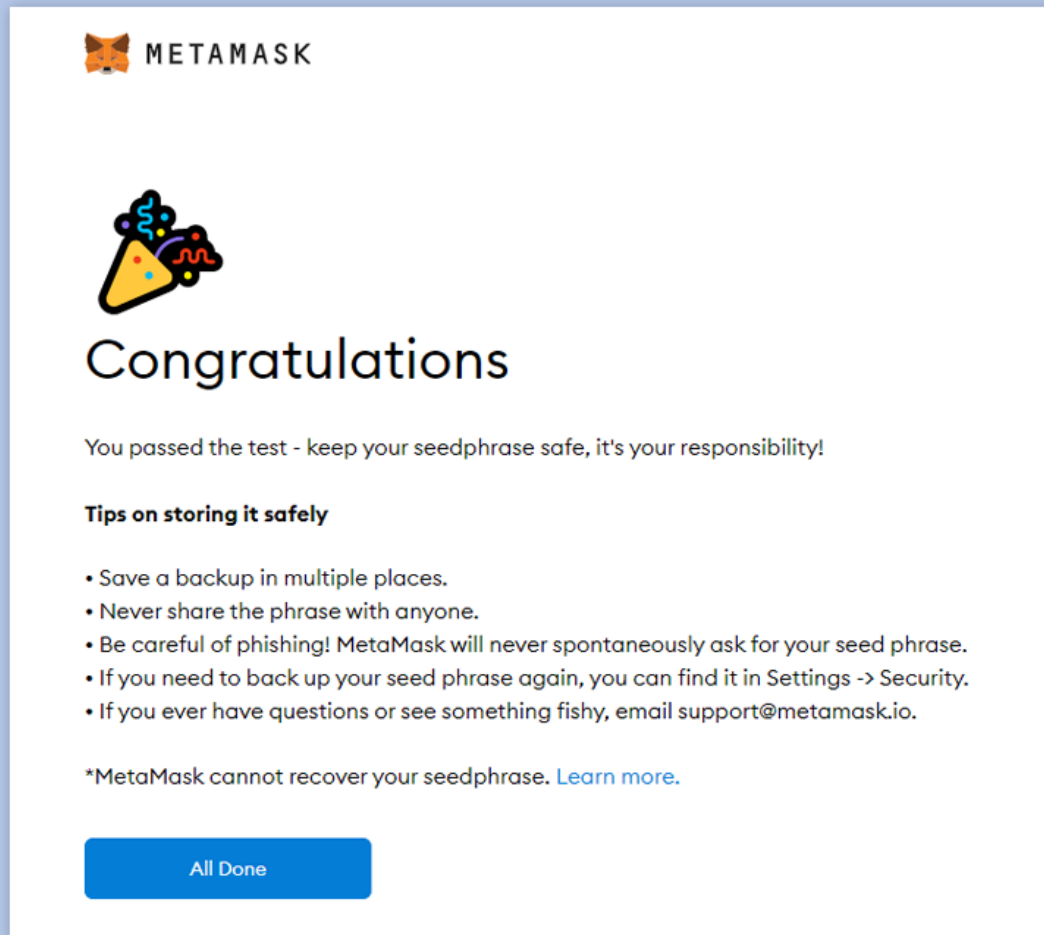 METAMASK
Congratulations
You passed the test - keep your seedphrase safe, it's your responsibility!
Tips on storing it safely
• Save a backup in multiple places.
• Never share the phrase with anyone.
• Be careful of phishing! MetaMask will never spontaneously ask for your seed phrase.
• If you need to back up your seed phrase again, you can find it in Settings -> Security.
• If you ever have questions or see something fishy, email support@metamask.io.
*MetaMask cannot recover your seedphrase. Learn more.
All Done